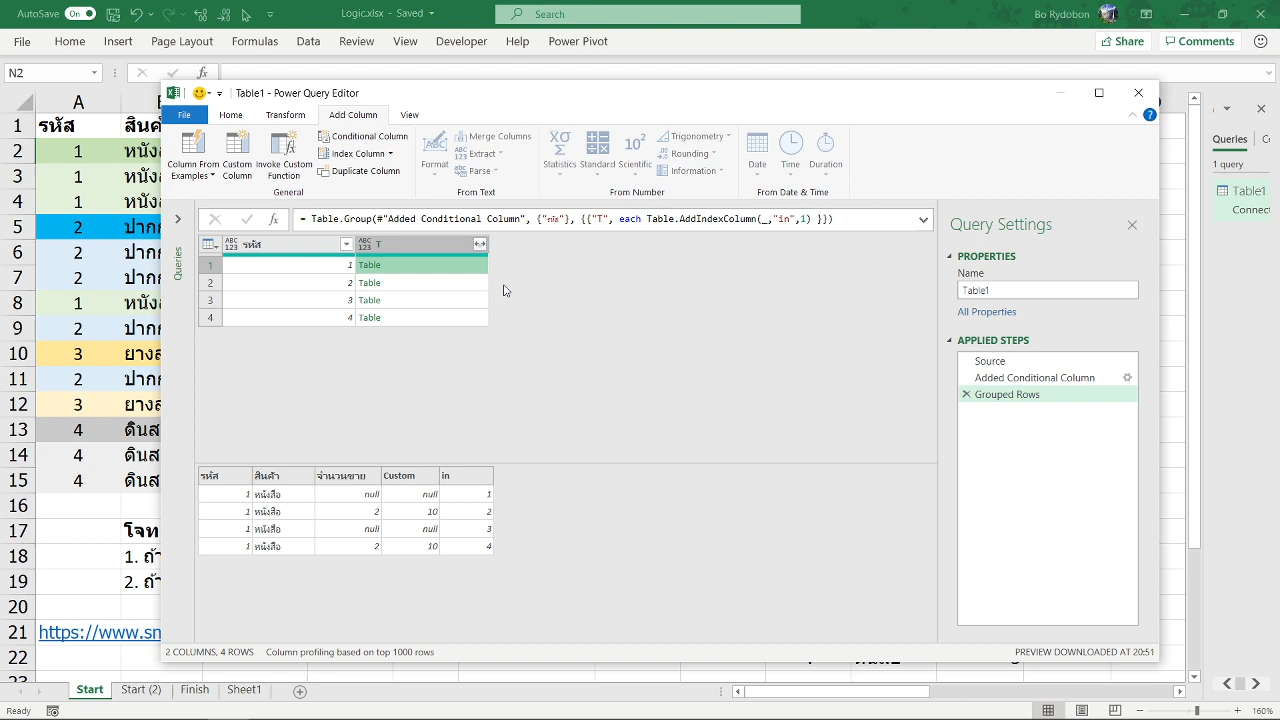 AutoSave On Logic.xlsx - Saved Search Bo Rydobon
File Home Insert Page Layout Formulas Data Review View Developer Help Power Pivot Share Comments
N2
Table1 - Power Query Editor
File Home Transform Add Column View
Column From Examples
Custom Column
Invoke Custom Function
Conditional Column
Index Column
Duplicate Column
General
Format
Merge Columns
Extract
Parse
From Text
Statistics
Standard
Scientific
Trigonometry
Rounding
Information
From Number
Date
Time
Duration
From Date & Time
= Table.Group(#"Added Conditional Column", {"รหัส"}, {{"T", each Table.AddIndexColumn(_,"in",1) }})
Queries
ABC 123 รหัส ABC 123 T
1 1 Table
2 2 Table
3 3 Table
4 4 Table
รหัส สินค้า จำนวนขาย Custom in
1 หนังสือ null null 1
1 หนังสือ 2 10 2
1 หนังสือ null null 3
1 หนังสือ 2 10 4
2 COLUMNS, 4 ROWS Column profiling based on top 1000 rows PREVIEW DOWNLOADED AT 20:51
Query Settings
PROPERTIES
Name
Table1
All Properties
APPLIED STEPS
Source
Added Conditional Column
Grouped Rows
Queries
1 query
Table1
A
1 รหัส
2 1
3 1
4 1
5 2
6 2
7 2
8 1
9 2
10 3
11 2
12 3
13 4
14 4
15 4
16
17
18
19
20
21 https://www.sn
22
Start Start (2) Finish Sheet1
Ready 160%